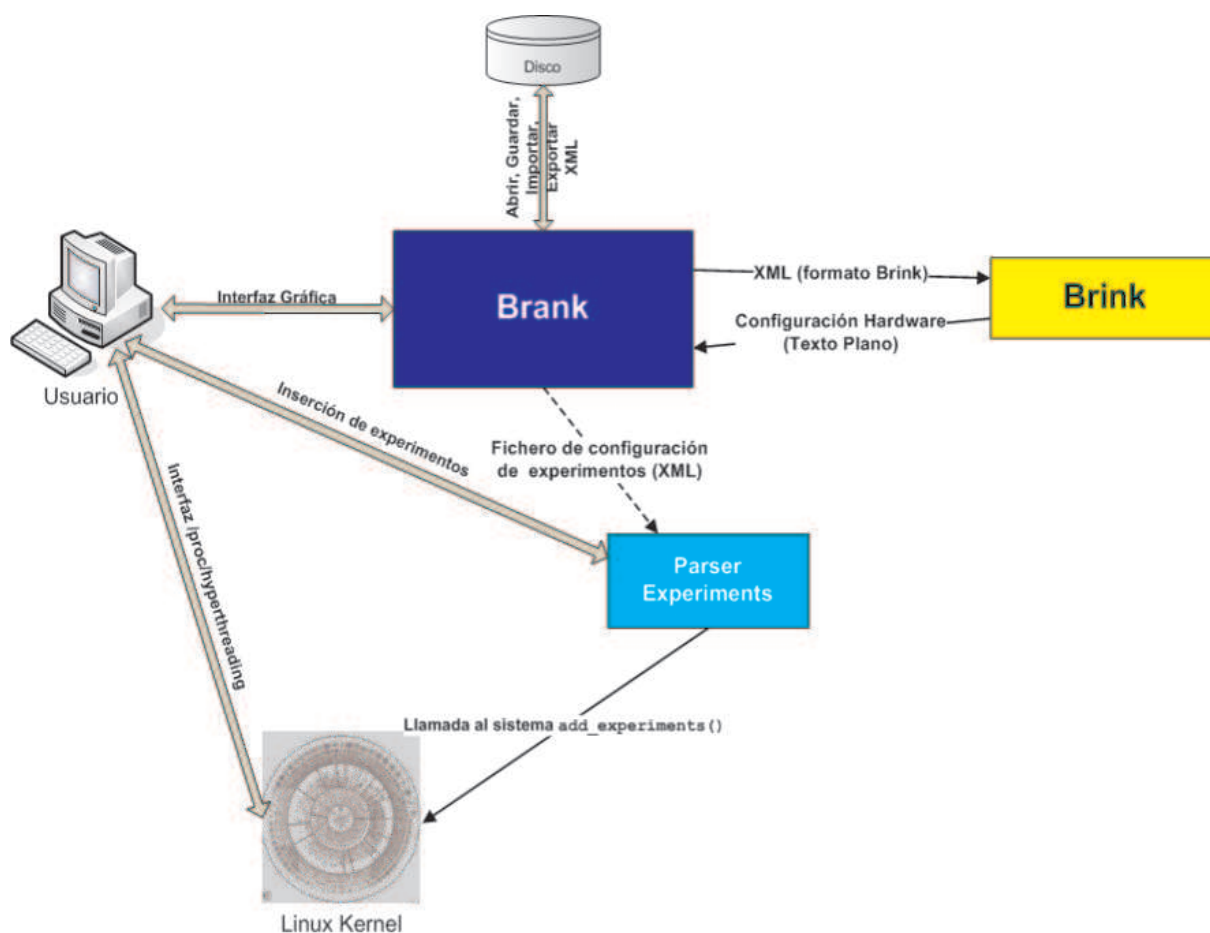 Disco
Abrir, Guardar,
Importar,
Exportar
XML
Brank
XML (formato Brink)
Brink
Configuración Hardware
(Texto Plano)
Interfaz Gráfica
Usuario
Inserción de experimentos
Fichero de configuración
de experimentos (XML)
Interfaz /proc/hyperthreading
Parser
Experiments
Llamada al sistema add_experiments()
Linux Kernel